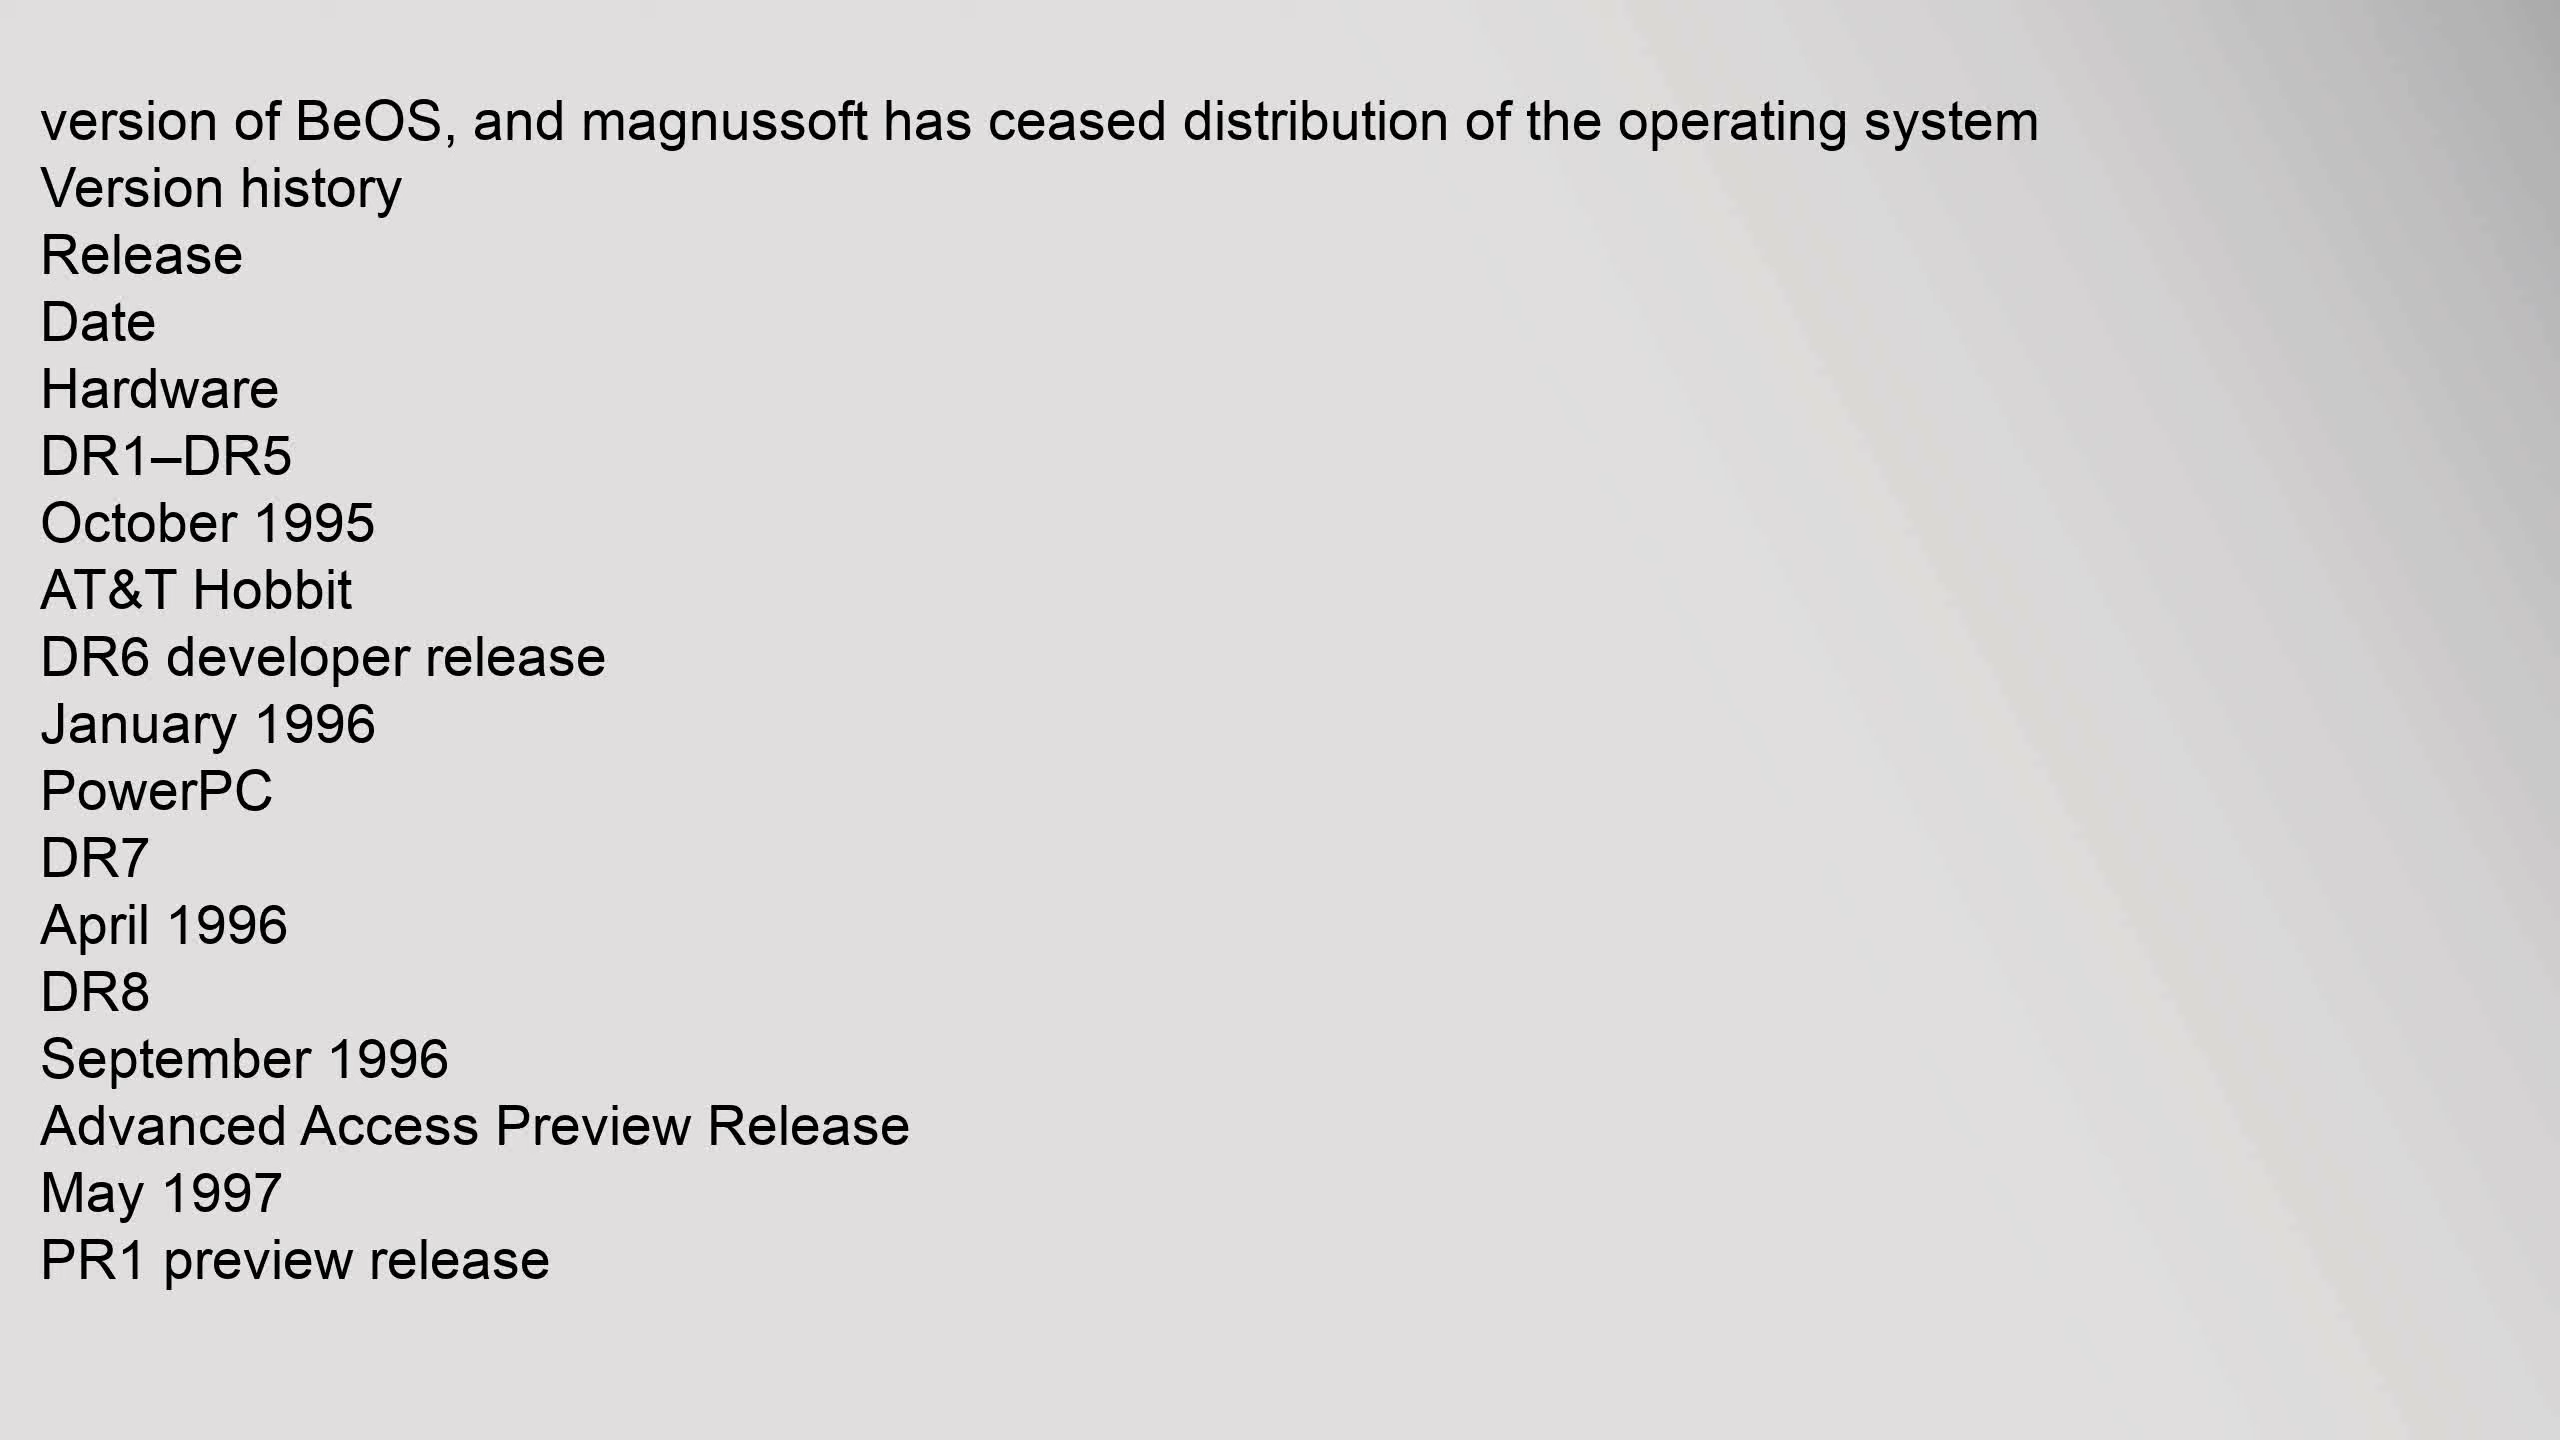 version of BeOS, and magnussoft has ceased distribution of the operating system
Version history
Release
Date
Hardware
DR1–DR5
October 1995
AT&T Hobbit
DR6 developer release
January 1996
PowerPC
DR7
April 1996
DR8
September 1996
Advanced Access Preview Release
May 1997
PR1 preview release